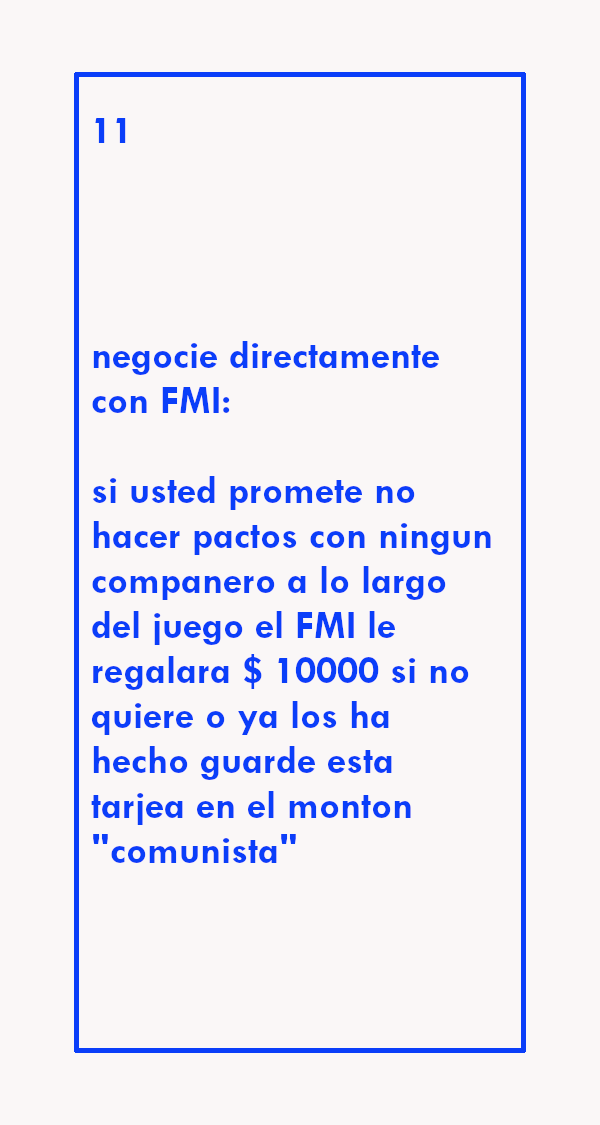 11
negocie directamente
con FMI:
si usted promete no
hacer pactos con ningun
companero a lo largo
del juego el FMI le
regalara $ 10000 si no
quiere o ya los ha
hecho guarde esta
tarjea en el monton
"comunista"